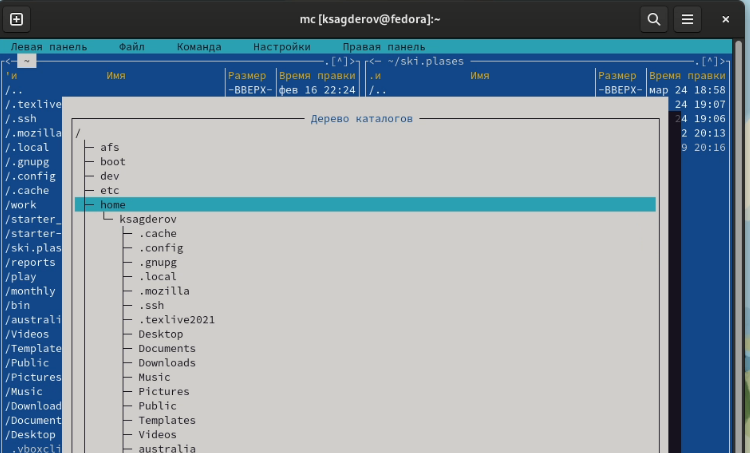 mc [ksagderov@fedora]:~
Левая панель Файл Команда Настройки Правая панель
<─ ~ .[^]> <─ ~/ski.plases .[^]>
'и Имя Размер Время правки .и Имя Размер Время правки
/.. -ВВЕРХ- фев 16 22:24 /.. -ВВЕРХ- мар 24 18:58
/.texlive 24 19:07
/.ssh Дерево каталогов 24 19:06
/.mozilla / 2 20:13
/.local afs 9 20:16
/.gnupg boot
/.config dev
/.cache etc
/work home
/starter_ ksagderov
/starter- .cache
/ski.plas .config
/reports .gnupg
/play .local
/monthly .mozilla
/bin .ssh
/australi .texlive2021
/Videos Desktop
/Template Documents
/Public Downloads
/Pictures Music
/Music Pictures
/Download Public
/Document Templates
/Desktop Videos
.vboxcli australia